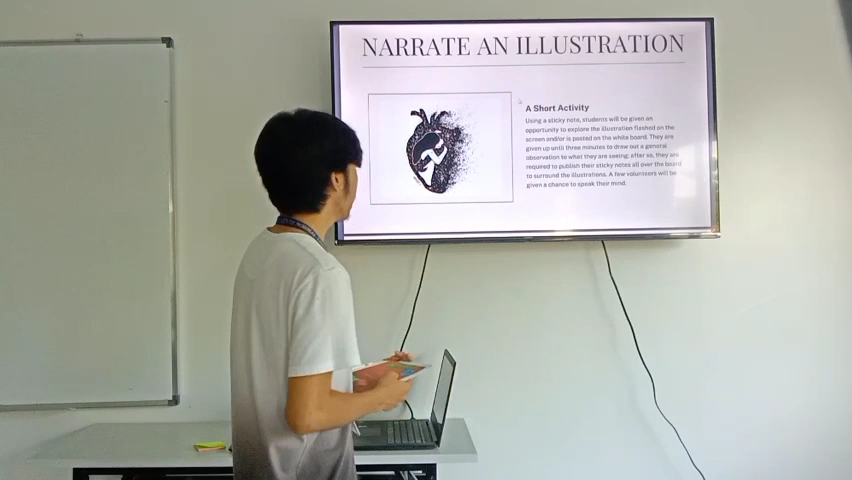 NARRATE AN ILLUSTRATION
A Short Activity
Using a sticky note, students will be given an
opportunity to explore the illustration flashed on the
screen and/or is posted on the white board. They are
given up until three minutes to draw out a general
observation to what they are seeing; after so, they are
required to publish their sticky notes all over the board
to surround the illustrations. A few volunteers will be
given a chance to speak their mind.